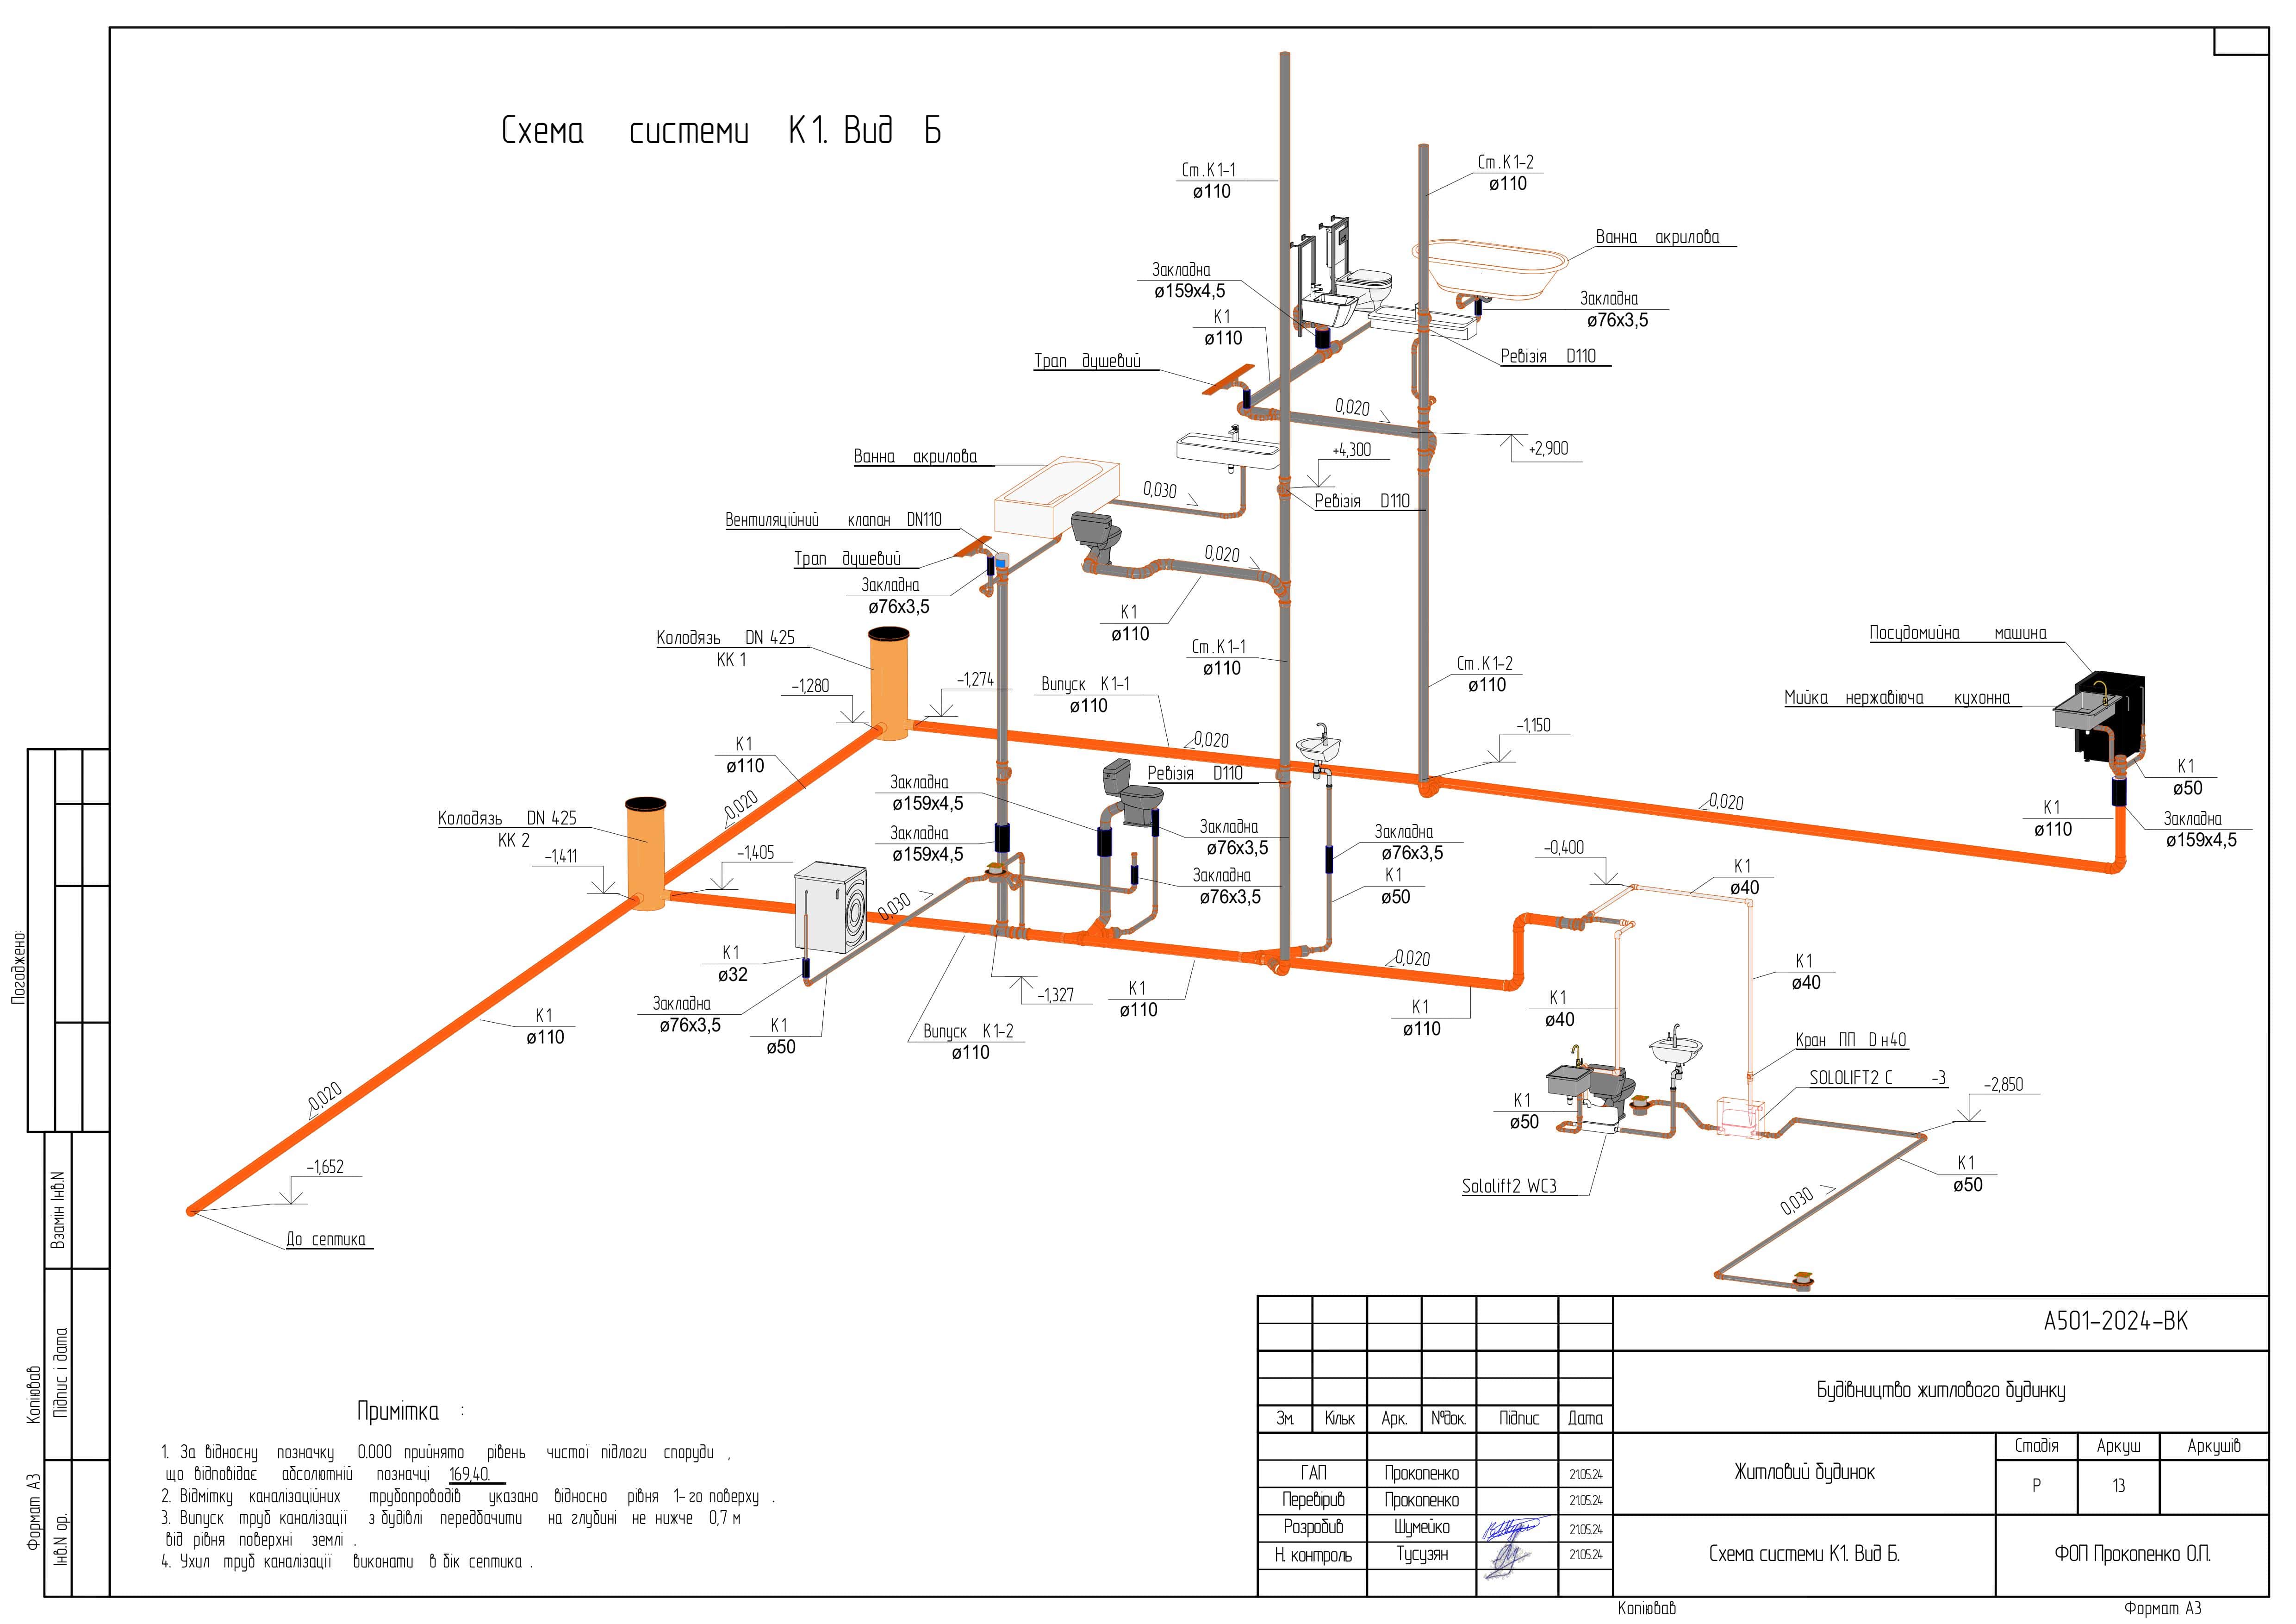 Схема системи К1. Вид Б
Ст.К1-1
ø110
Ст.К1-2
ø110
Ванна акрилова
Закладна
ø159x4,5
К1
ø110
Закладна
ø76x3,5
Трап душевий
Ревізія D110
0,020
+2,900
+4,300
Ревізія D110
Ванна акрилова
0,030
Вентиляційний клапан DN110
Трап душевий
Закладна
ø76x3,5
0,020
К1
ø110
Колодязь DN 425
КК 1
-1,280
-1,274
Випуск К1-1
ø110
Ст.К1-1
ø110
Ст.К1-2
ø110
-1,150
Посудомийна машина
Мийка нержавіюча кухонна
К1
ø50
К1
ø110
Закладна
ø159x4,5
0,020
0,020
К1
ø110
0,020
Ревізія D110
Закладна
ø159x4,5
Закладна
ø159x4,5
Закладна
ø76x3,5
Закладна
ø76x3,5
Закладна
ø76x3,5
К1
ø50
Колодязь DN 425
КК 2
-1,411
-1,405
0,030
-0,400
К1
ø40
К1
ø32
Закладна
ø76x3,5
К1
ø50
Випуск К1-2
ø110
-1,327
К1
ø110
0,020
К1
ø110
К1
ø40
К1
ø40
Кран ПП Dн40
SOLOLIFT2 C -3
-2,850
К1
ø50
Sololift2 WC3
К1
ø50
0,030
К1
ø110
0,020
-1,652
До септика
Примітка :
1. За відносну позначку 0.000 прийнято рівень чистої підлоги споруди ,
що відповідає абсолютній позначці 169,40.
2. Відмітку каналізаційних трубопроводів указано відносно рівня 1-го поверху .
3. Випуск труб каналізації з будівлі передбачити на глубині не нижче 0,7 м
від рівня поверхні землі .
4. Ухил труб каналізації виконати в бік септика .
Погоджено:
Взамін Інв.N
Підпис і дата
Інв.N ор.
Копіював
Формат А3
А501-2024-ВК
Будівництво житлового будинку
Зм. Кільк Арк. №док. Підпис Дата
Житловий будинок
Стадія Аркуш Аркушів
Р 13
ГАП Прокопенко 21.05.24
Перевірив Прокопенко 21.05.24
Розробив Шумейко 21.05.24
Н. контроль Тусузян 21.05.24
Схема системи К1. Вид Б.
ФОП Прокопенко О.П.
Копіював
Формат А3